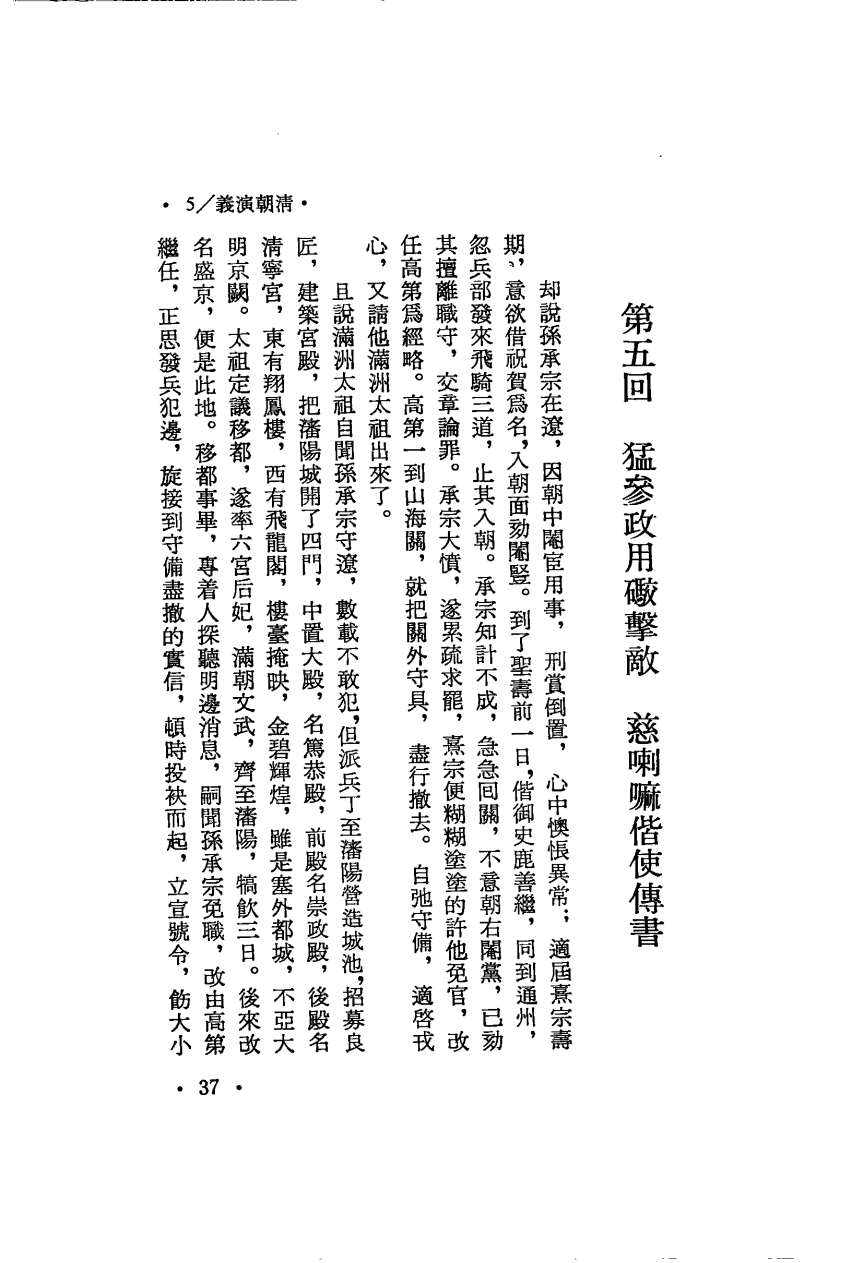 第五回　猛參政用礮擊敵　慈喇嘛偕使傳書
却說孫承宗在遼，因朝中閹宦用事，刑賞倒置，心中懊悵異常；適屆熹宗壽
期，意欲借祝賀爲名，入朝面劾閹豎。到了聖壽前一日，偕御史鹿善繼，同到通州，
忽兵部發來飛騎三道，止其入朝。承宗知計不成，急急回關，不意朝右閹黨，已劾
其擅離職守，交章論罪。承宗大憤，遂累疏求罷，熹宗便糊糊塗塗的許他免官，改
任高第爲經略。高第一到山海關，就把關外守具，盡行撤去。自弛守備，適啓戎
心，又請他滿洲太祖出來了。
且說滿洲太祖自聞孫承宗守遼，數載不敢犯，但派兵丁至瀋陽營造城池，招募良
匠，建築宮殿，把瀋陽城開了四門，中置大殿，名篤恭殿，前殿名崇政殿，後殿名
清寧宮，東有翔鳳樓，西有飛龍閣，樓臺掩映，金碧輝煌，雖是塞外都城，不亞大
明京闕。太祖定議移都，遂率六宮后妃，滿朝文武，齊至瀋陽，犒飲三日。後來改
名盛京，便是此地。移都事畢，專着人探聽明邊消息，嗣聞孫承宗免職，改由高第
繼任，正思發兵犯邊，旋接到守備盡撤的實信，頓時投袂而起，立宣號令，飭大小
•5/義演朝清•
• 37 •